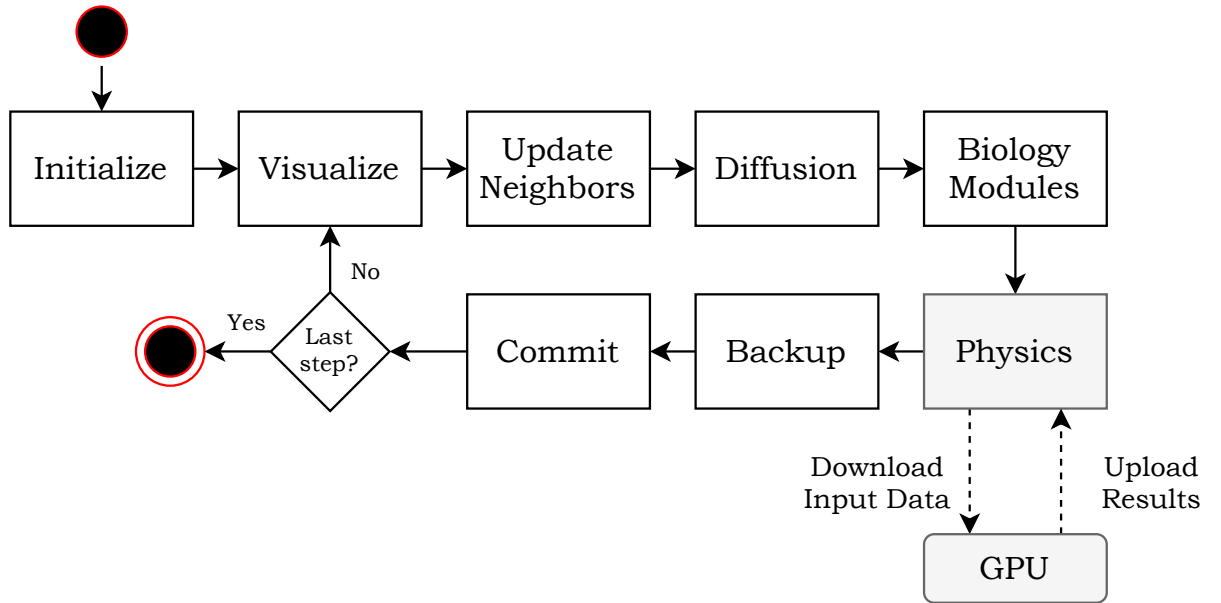 Initialize
Visualize
Update
Neighbors
Diffusion
Biology
Modules
No
Yes
Last
step?
Commit
Backup
Physics
Download
Input Data
Upload
Results
GPU